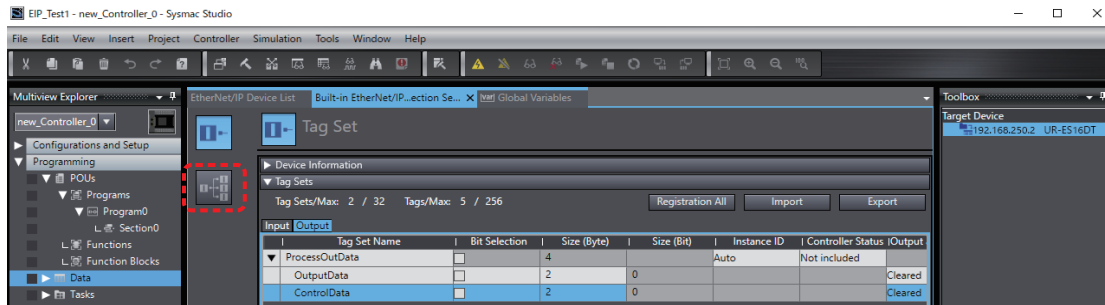 EIP_Test1 - new_Controller_0 - Sysmac Studio
File Edit View Insert Project Controller Simulation Tools Window Help
Multiview Explorer
EtherNet/IP Device List Built-in EtherNet/IP...ection Se... Global Variables
Toolbox
new_Controller_0
Tag Set
Target Device
192.168.250.2 UR-ES16DT
Configurations and Setup
Programming
Device Information
POUs
Tag Sets
Programs
Tag Sets/Max: 2 / 32 Tags/Max: 5 / 256 Registration All Import Export
Program0
Section0
Input Output
Functions
Tag Set Name Bit Selection Size (Byte) Size (Bit) Instance ID Controller Status Output
Function Blocks
ProcessOutData 4 Auto Not included
Data
OutputData 2 0 Cleared
Tasks
ControlData 2 0 Cleared